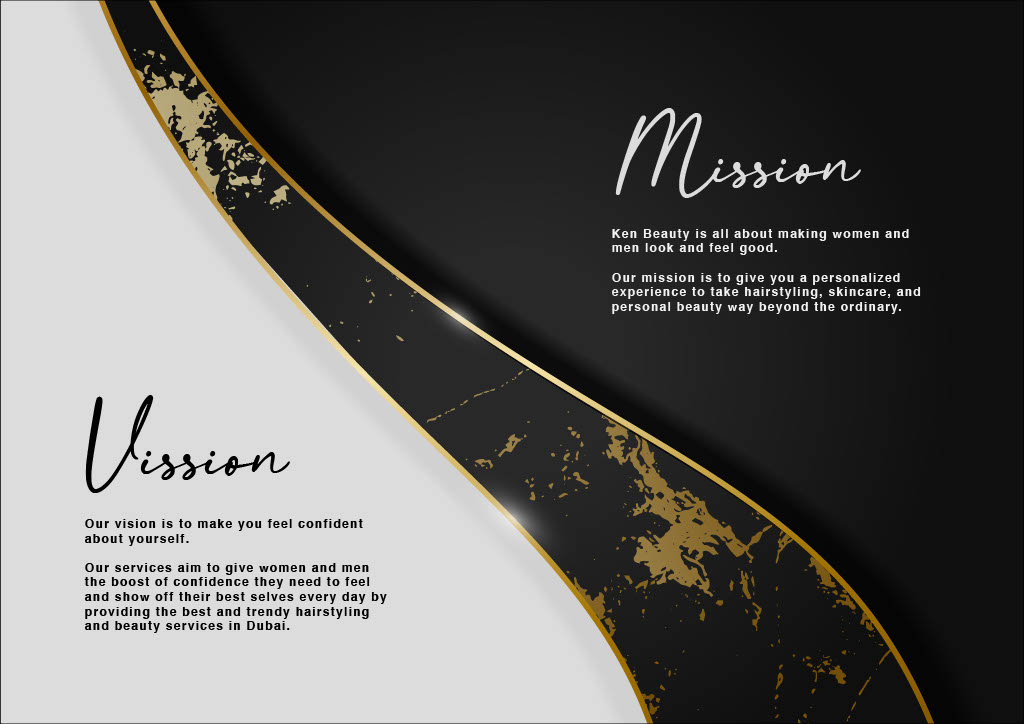 Mission
Ken Beauty is all about making women and
men look and feel good.
Our mission is to give you a personalized
experience to take hairstyling, skincare, and
personal beauty way beyond the ordinary.
Vission
Our vision is to make you feel confident
about yourself.
Our services aim to give women and men
the boost of confidence they need to feel
and show off their best selves every day by
providing the best and trendy hairstyling
and beauty services in Dubai.